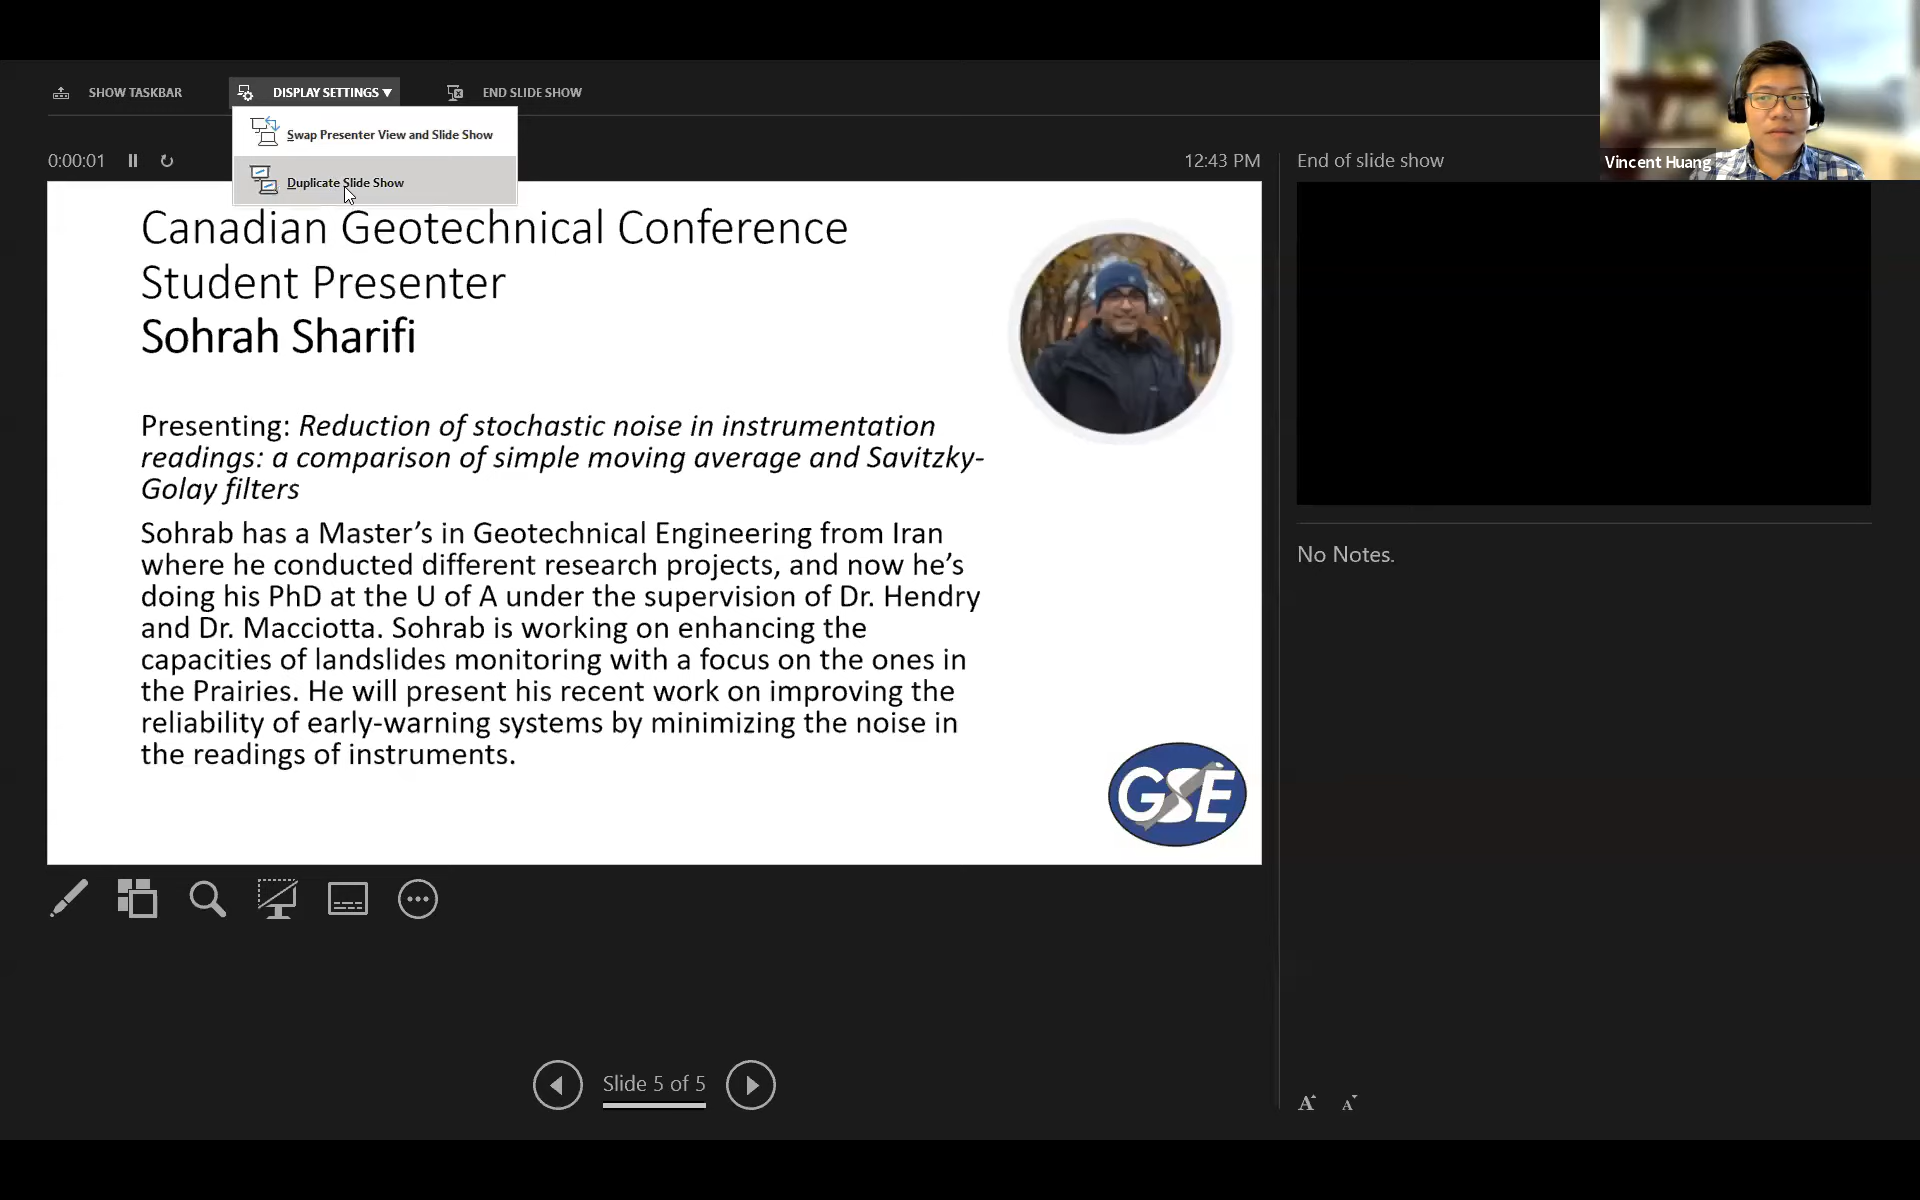 SHOW TASKBAR
DISPLAY SETTINGS ▼
END SLIDE SHOW
Swap Presenter View and Slide Show
Duplicate Slide Show
0:00:01
12:43 PM
End of slide show
Vincent Huang
Canadian Geotechnical Conference
Student Presenter
Sohrah Sharifi
Presenting: Reduction of stochastic noise in instrumentation
readings: a comparison of simple moving average and Savitzky-
Golay filters
Sohrab has a Master’s in Geotechnical Engineering from Iran
where he conducted different research projects, and now he’s
doing his PhD at the U of A under the supervision of Dr. Hendry
and Dr. Macciotta. Sohrab is working on enhancing the
capacities of landslides monitoring with a focus on the ones in
the Prairies. He will present his recent work on improving the
reliability of early-warning systems by minimizing the noise in
the readings of instruments.
GSE
No Notes.
Slide 5 of 5
A A